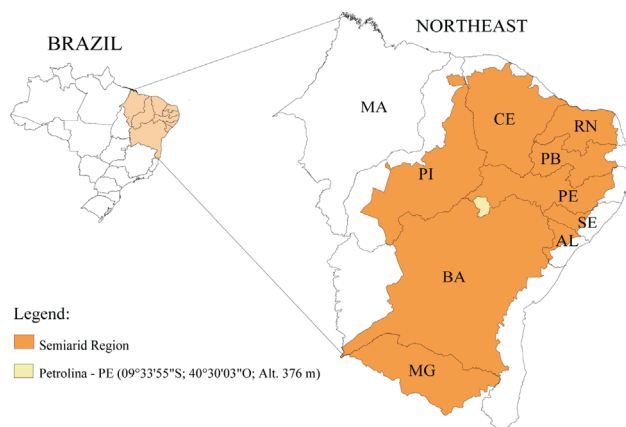 BRAZIL
NORTHEAST
MA
CE
RN
PB
PI
PE
SE
AL
BA
MG
Legend:
Semiarid Region
Petrolina - PE (09°33'55"S; 40°30'03"O; Alt. 376 m)